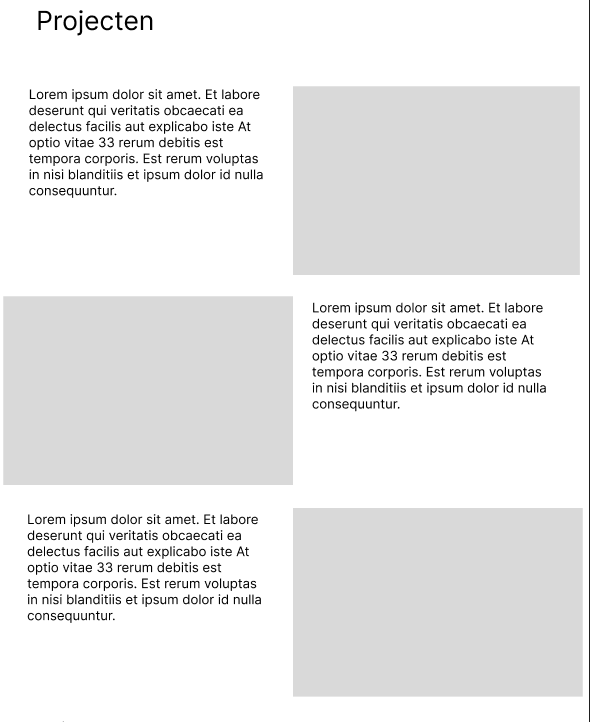 Projecten
Lorem ipsum dolor sit amet. Et labore
deserunt qui veritatis obcaecati ea
delectus facilis aut explicabo iste At
optio vitae 33 rerum debitis est
tempora corporis. Est rerum voluptas
in nisi blanditiis et ipsum dolor id nulla
consequuntur.
Lorem ipsum dolor sit amet. Et labore
deserunt qui veritatis obcaecati ea
delectus facilis aut explicabo iste At
optio vitae 33 rerum debitis est
tempora corporis. Est rerum voluptas
in nisi blanditiis et ipsum dolor id nulla
consequuntur.
Lorem ipsum dolor sit amet. Et labore
deserunt qui veritatis obcaecati ea
delectus facilis aut explicabo iste At
optio vitae 33 rerum debitis est
tempora corporis. Est rerum voluptas
in nisi blanditiis et ipsum dolor id nulla
consequuntur.